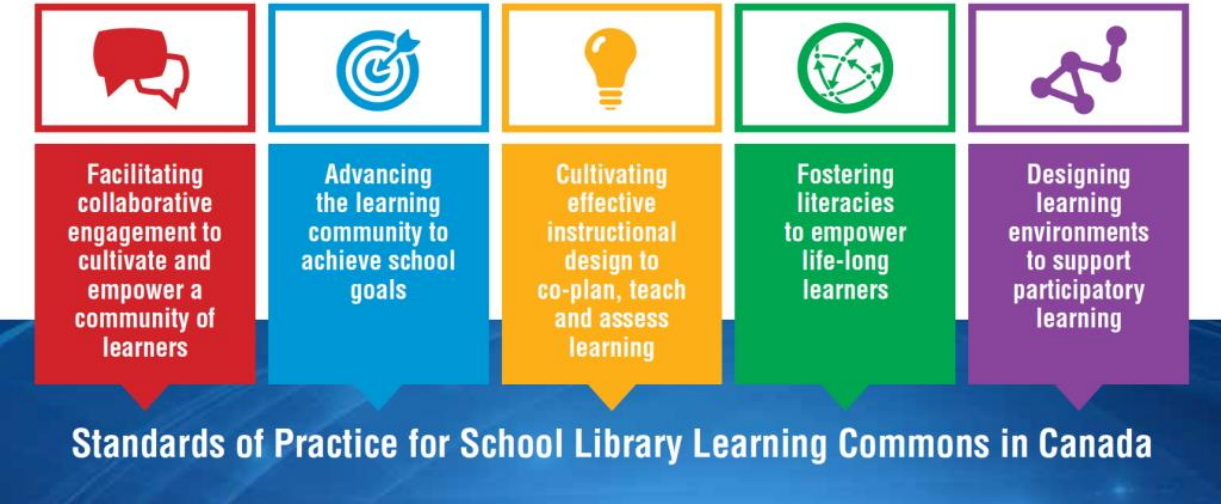 Facilitating
collaborative
engagement to
cultivate and
empower a
community of
learners
Advancing
the learning
community to
achieve school
goals
Cultivating
effective
instructional
design to
co-plan, teach
and assess
learning
Fostering
literacies
to empower
life-long
learners
Designing
learning
environments
to support
participatory
learning
Standards of Practice for School Library Learning Commons in Canada